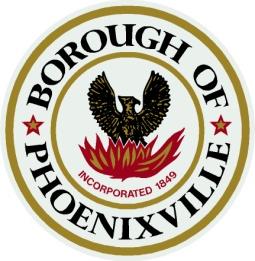 BOROUGH OF
PHOENIXVILLE
INCORPORATED 1849